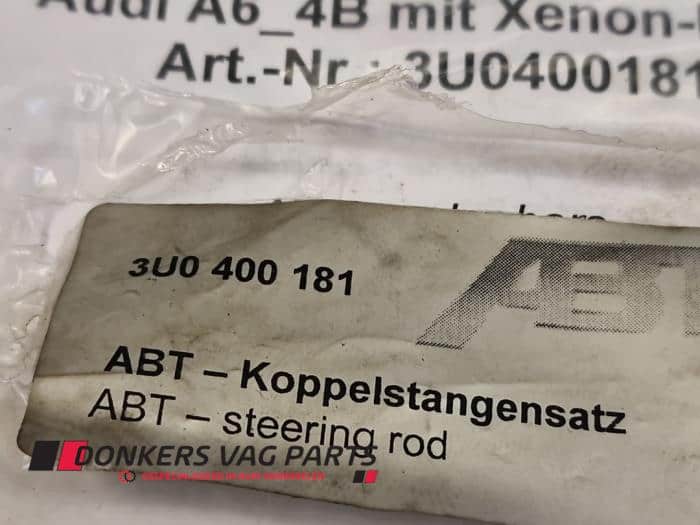 Audi A6_4B mit Xenon-
Art.-Nr.: 3U0400181
3U0 400 181
ABT
ABT – Koppelstangensatz
ABT – steering rod
DONKERS VAG PARTS